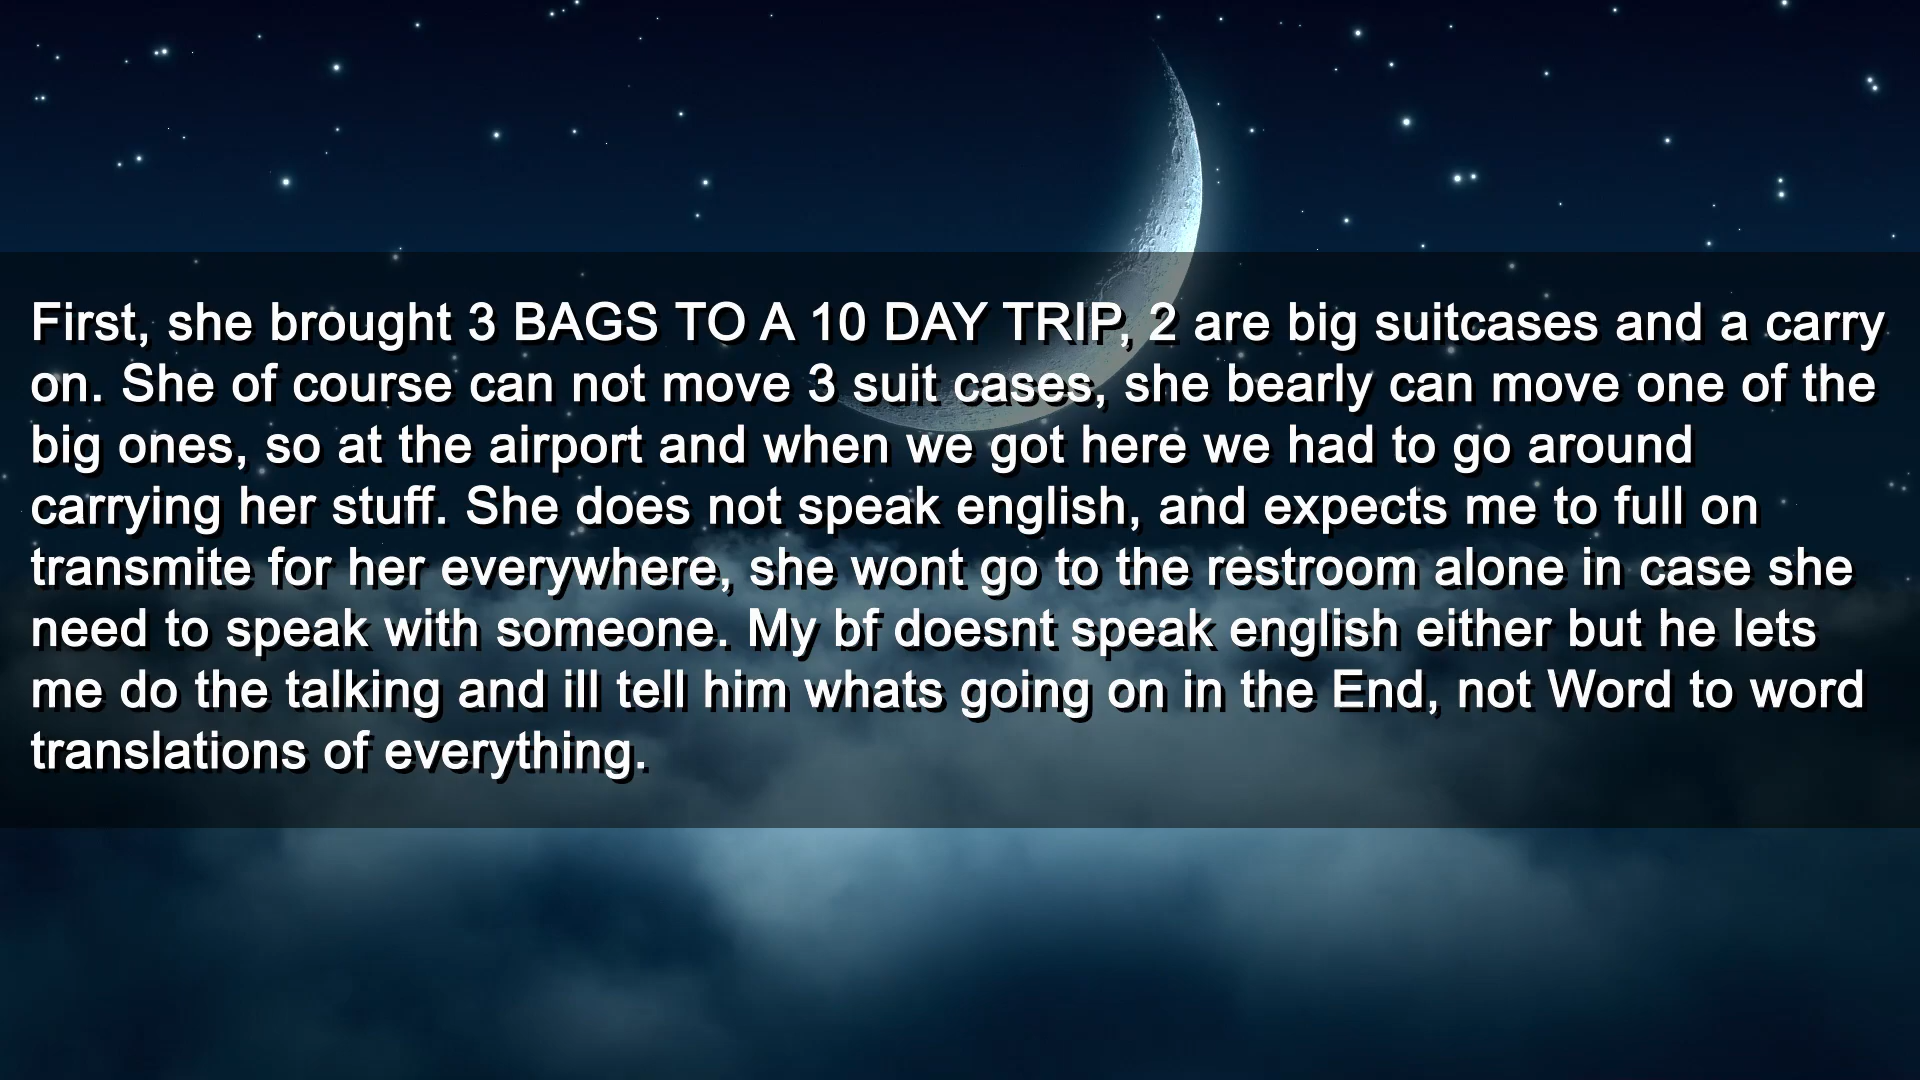 First, she brought 3 BAGS TO A 10 DAY TRIP, 2 are big suitcases and a carry
on. She of course can not move 3 suit cases, she bearly can move one of the
big ones, so at the airport and when we got here we had to go around
carrying her stuff. She does not speak english, and expects me to full on
transmite for her everywhere, she wont go to the restroom alone in case she
need to speak with someone. My bf doesnt speak english either but he lets
me do the talking and ill tell him whats going on in the End, not Word to word
translations of everything.